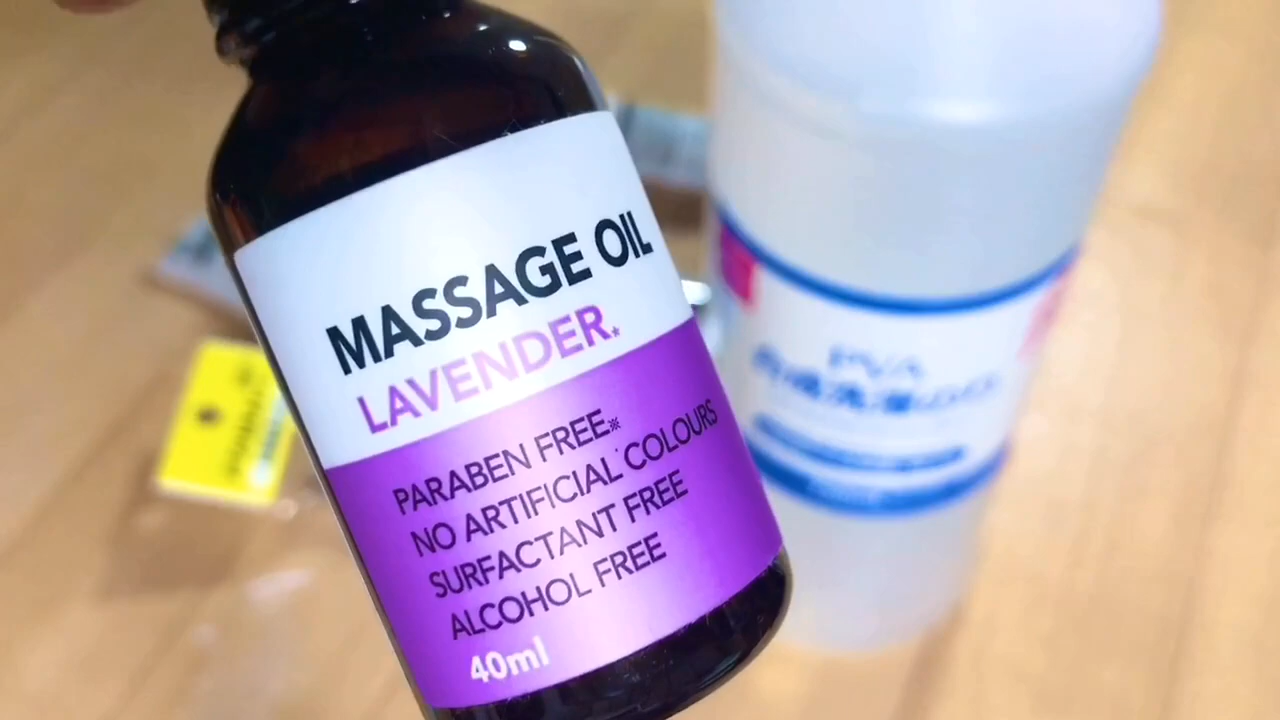 MASSAGE OIL
LAVENDER.
PARABEN FREE
NO ARTIFICIAL COLOURS
SURFACTANT FREE
ALCOHOL FREE
40ml
PVA